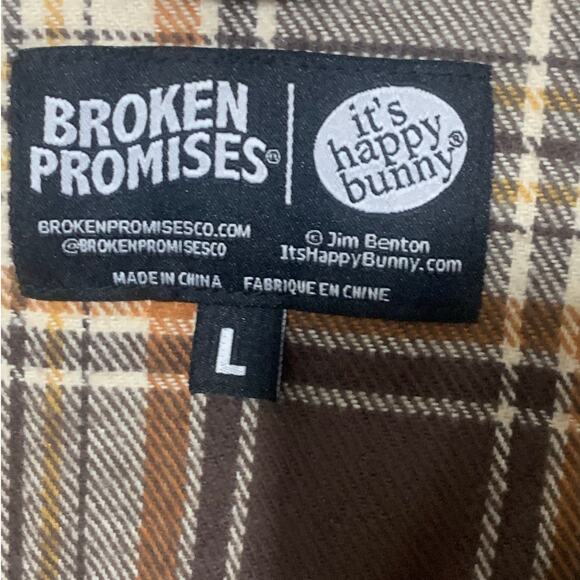 BROKEN
PROMISES®
it's
happy
bunny®
BROKENPROMISESCO.COM
@BROKENPROMISESCO
© Jim Benton
ItsHappyBunny.com
MADE IN CHINA FABRIQUE EN CHINE
L